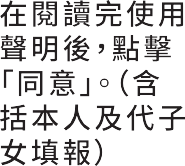 在閱讀完使用
聲明後，點擊
「同意」。（含
括本人及代子
女填報）